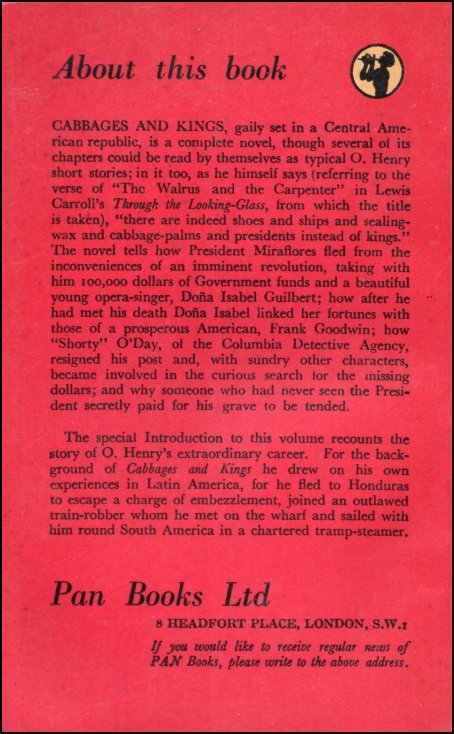 About this book
CABBAGES AND KINGS, gaily set in a Central Ame-
rican republic, is a complete novel, though several of its
chapters could be read by themselves as typical O. Henry
short stories; in it too, as he himself says (referring to the
verse of "The Walrus and the Carpenter" in Lewis
Carroll's Through the Looking-Glass, from which the title
is taken), "there are indeed shoes and ships and sealing-
wax and cabbage-palms and presidents instead of kings."
The novel tells how President Miraflores fled from the
inconveniences of an imminent revolution, taking with
him 100,000 dollars of Government funds and a beautiful
young opera-singer, Doña Isabel Guilbert; how after he
had met his death Doña Isabel linked her fortunes with
those of a prosperous American, Frank Goodwin; how
"Shorty" O'Day, of the Columbia Detective Agency,
resigned his post and, with sundry other characters,
became involved in the curious search for the missing
dollars; and why someone who had never seen the Presi-
dent secretly paid for his grave to be tended.
The special Introduction to this volume recounts the
story of O. Henry's extraordinary career. For the back-
ground of Cabbages and Kings he drew on his own
experiences in Latin America, for he fled to Honduras
to escape a charge of embezzlement, joined an outlawed
train-robber whom he met on the wharf and sailed with
him round South America in a chartered tramp-steamer.
Pan Books Ltd
8 HEADFORT PLACE, LONDON, S.W.1
If you would like to receive regular news of
PAN Books, please write to the above address.